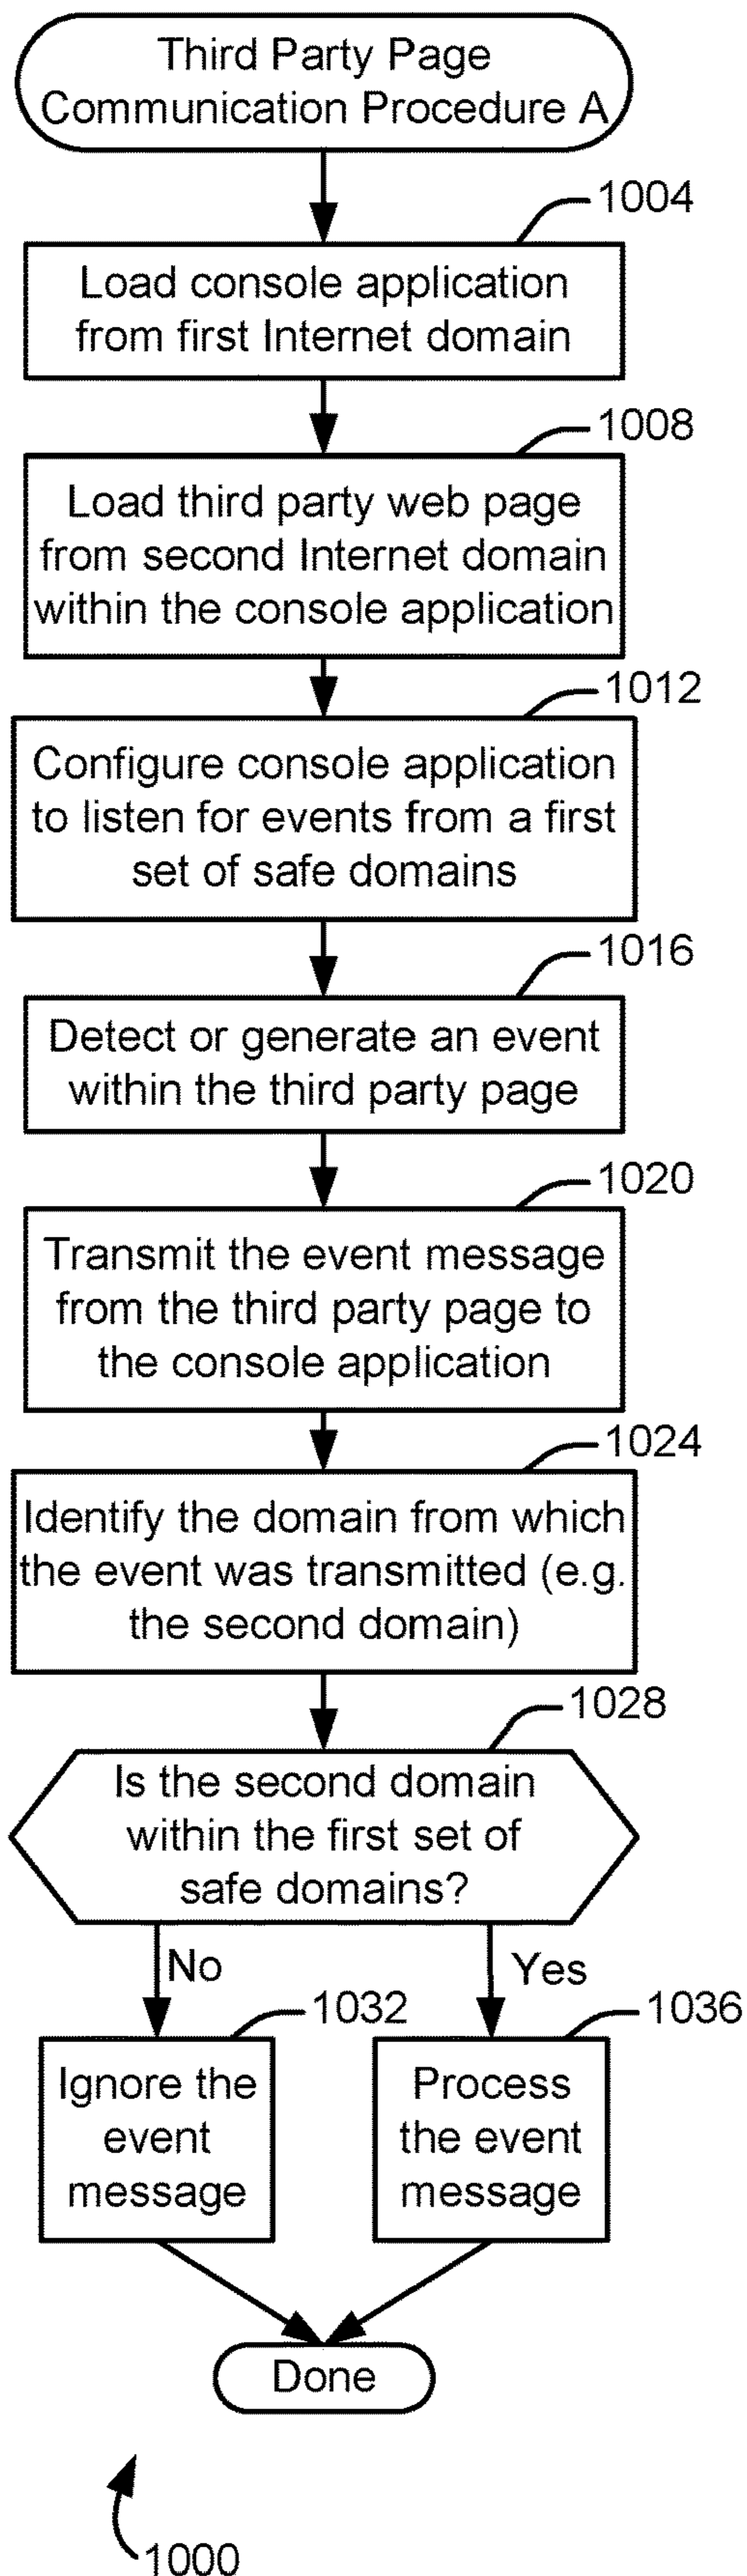 Third Party Page
Communication Procedure A
1004
Load console application
from first Internet domain
1008
Load third party web page
from second Internet domain
within the console application
1012
Configure console application
to listen for events from a first
set of safe domains
1016
Detect or generate an event
within the third party page
1020
Transmit the event message
from the third party page to
the console application
1024
Identify the domain from which
the event was transmitted (e.g.
the second domain)
1028
Is the second domain
within the first set of
safe domains?
No
Yes
1032
Ignore the
event
message
1036
Process
the event
message
Done
1000